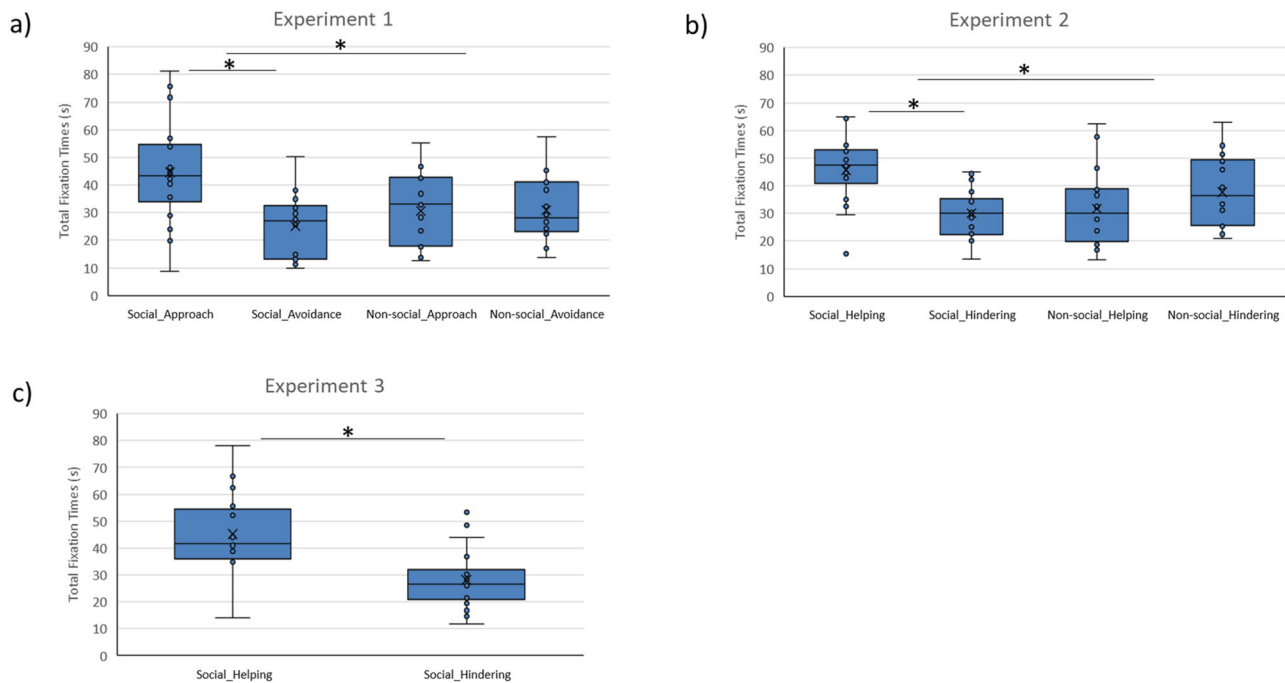 a)
Experiment 1
Total Fixation Times (s)
90
80
70
60
50
40
30
20
10
0
*
*
Social_Approach Social_Avoidance Non-social_Approach Non-social_Avoidance
b)
Experiment 2
Total Fixation Times (s)
90
80
70
60
50
40
30
20
10
0
*
*
Social_Helping Social_Hindering Non-social_Helping Non-social_Hindering
c)
Experiment 3
Total Fixation Times (s)
90
80
70
60
50
40
30
20
10
0
*
Social_Helping Social_Hindering